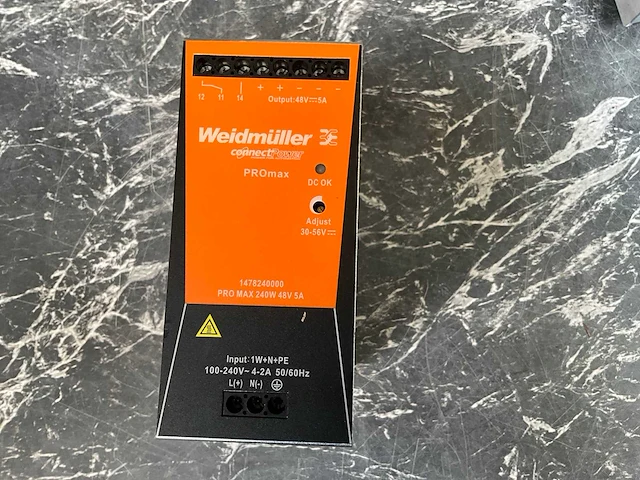 12 11 14 + + − − −
Output:48V⎓5A
Weidmüller
connectPower
PROmax
DC OK
Adjust
30-56V⎓
1478240000
PRO MAX 240W 48V 5A
Input:1W+N+PE
100-240V~ 4-2A 50/60Hz
L(+) N(-)